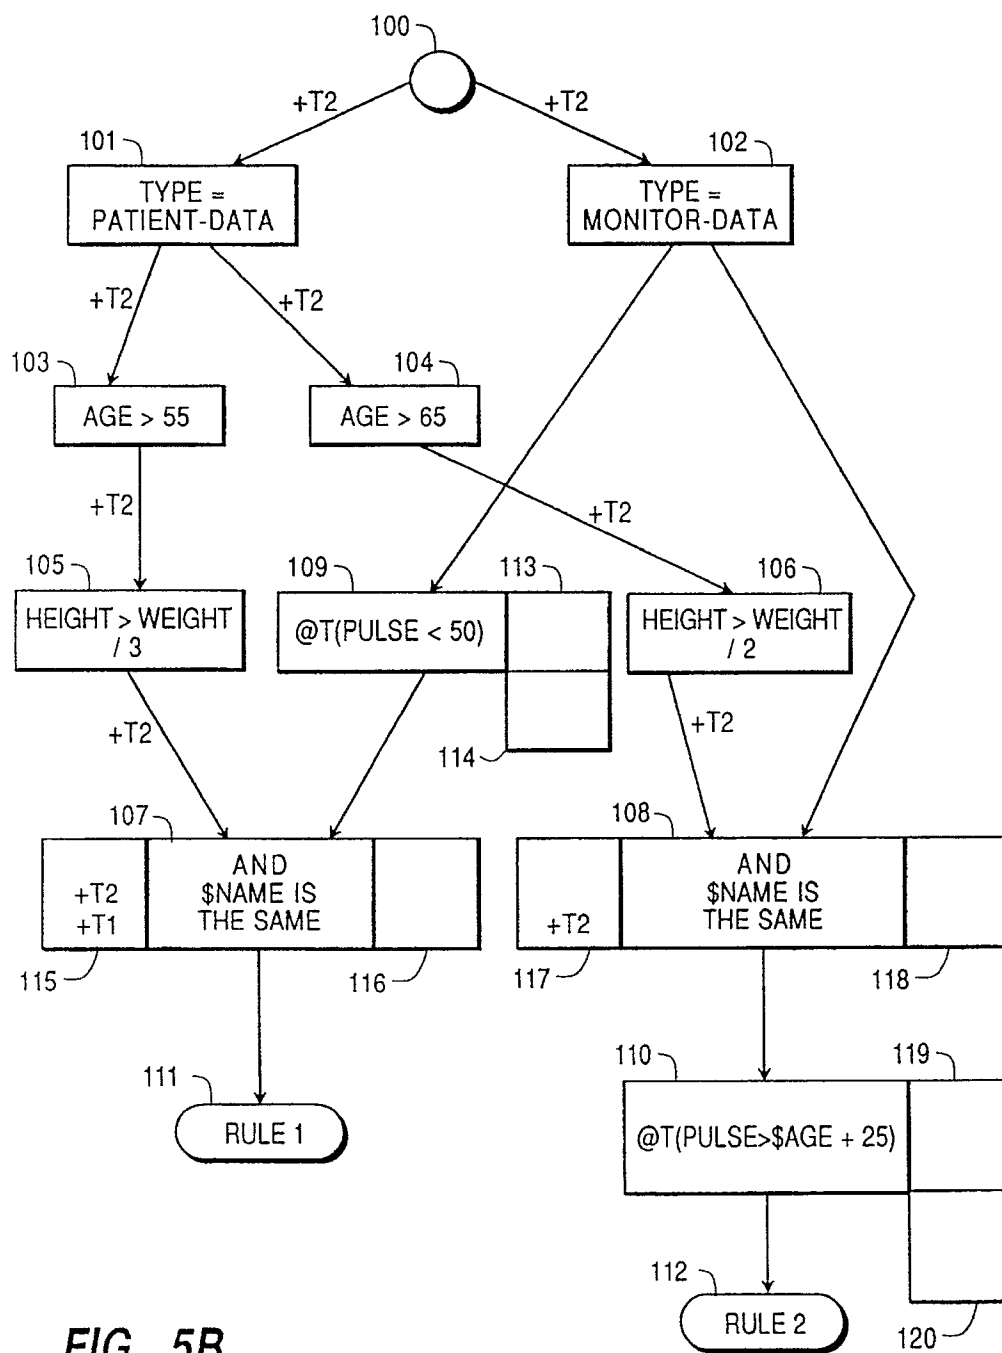 100
+T2
+T2
101
102
TYPE =
PATIENT-DATA
TYPE =
MONITOR-DATA
+T2
+T2
103
104
AGE > 55
AGE > 65
+T2
+T2
105
109
113
106
HEIGHT > WEIGHT
/ 3
@T(PULSE < 50)
HEIGHT > WEIGHT
/ 2
+T2
+T2
114
107
108
+T2
+T1
AND
$NAME IS
THE SAME
+T2
AND
$NAME IS
THE SAME
115
116
117
118
110
119
111
RULE 1
@T(PULSE>$AGE + 25)
112
RULE 2
120
FIG. 5B